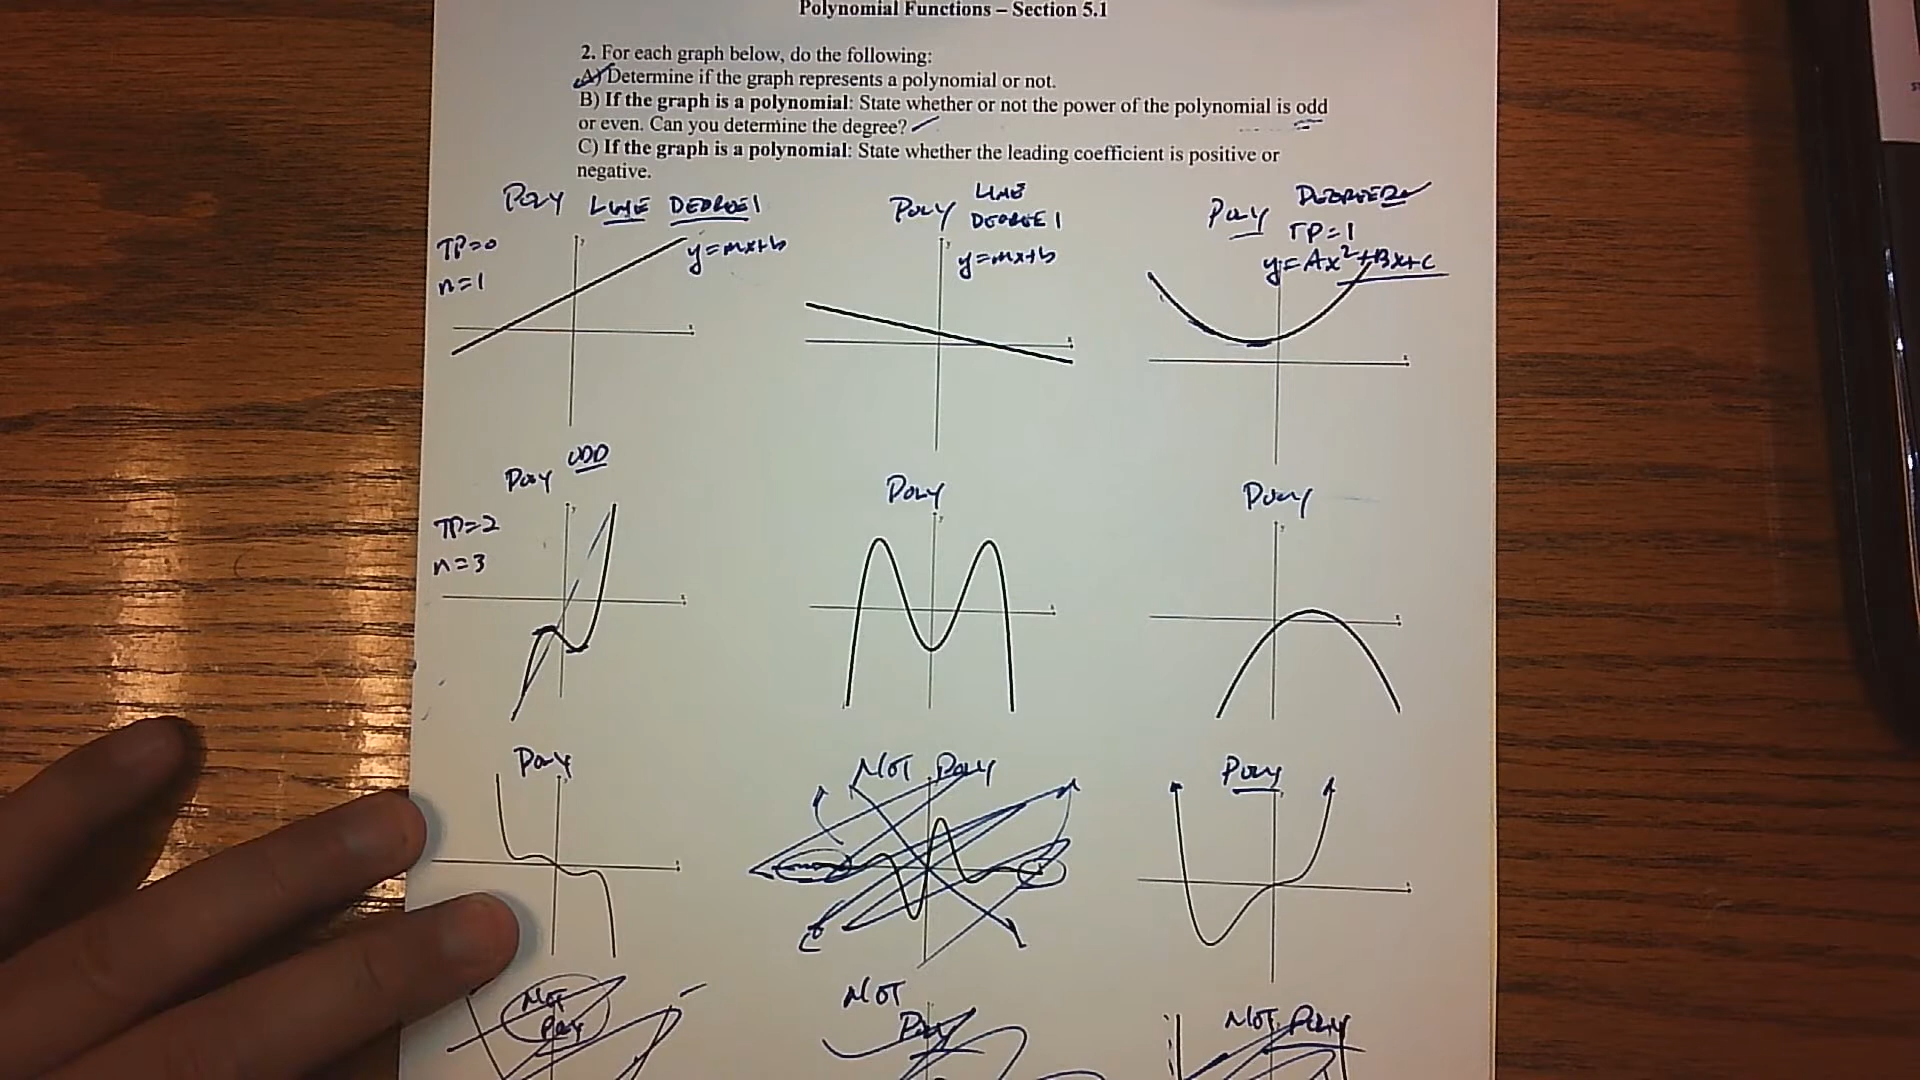 Polynomial Functions – Section 5.1
2. For each graph below, do the following:
A) Determine if the graph represents a polynomial or not.
B) If the graph is a polynomial: State whether or not the power of the polynomial is odd
or even. Can you determine the degree?
C) If the graph is a polynomial: State whether the leading coefficient is positive or
negative.
POLY LINE DEGREE 1
TP=0
y=mx+b
n=1
POLY LINE
DEGREE 1
y=mx+b
POLY DEGREE 2
TP=1
y=Ax²+Bx+C
POLY ODD
TP=2
n=3
POLY
POLY
POLY
NOT POLY
POLY
NOT
POLY
NOT
POLY
NOT POLY